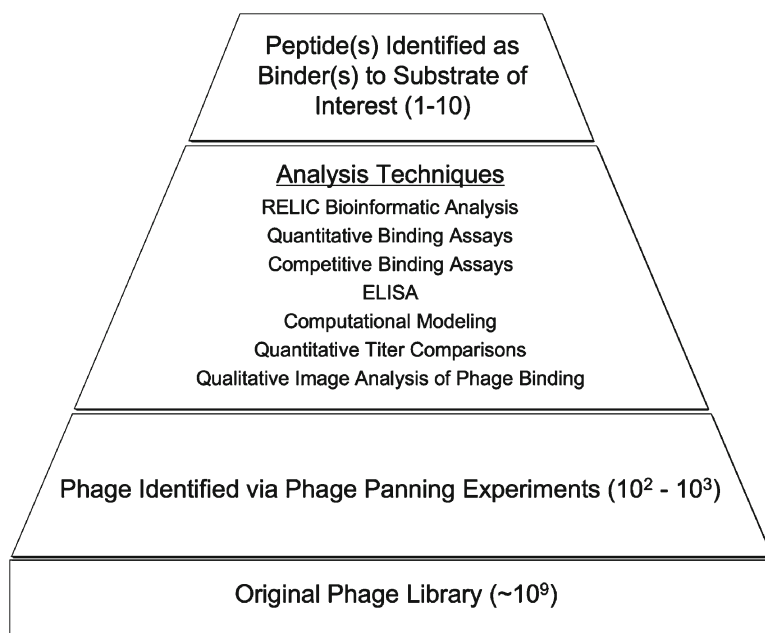 Peptide(s) Identified as
Binder(s) to Substrate of
Interest (1-10)
Analysis Techniques
RELIC Bioinformatic Analysis
Quantitative Binding Assays
Competitive Binding Assays
ELISA
Computational Modeling
Quantitative Titer Comparisons
Qualitative Image Analysis of Phage Binding
Phage Identified via Phage Panning Experiments (10² - 10³)
Original Phage Library (~10⁹)